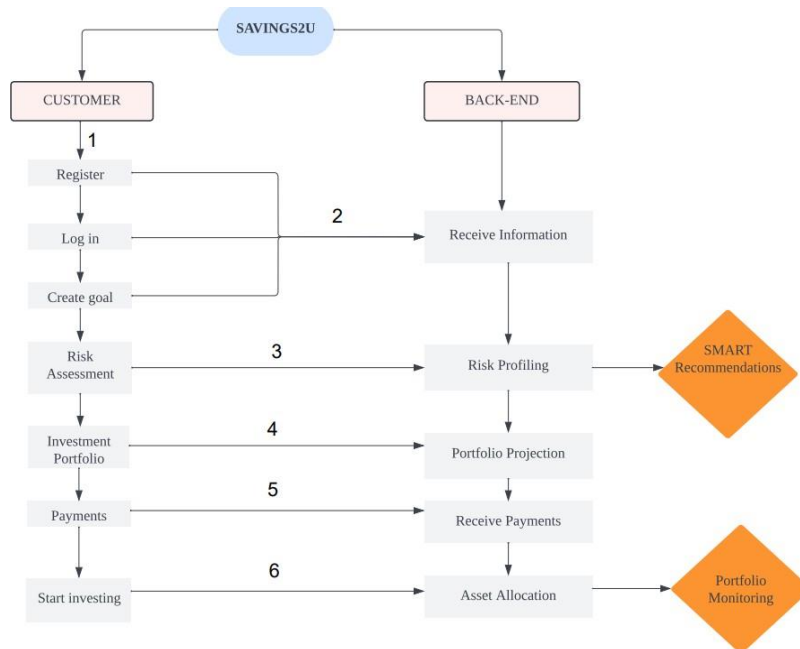 SAVINGS2U
CUSTOMER
BACK-END
1
Register
2
Log in
Receive Information
Create goal
Risk
Assessment
3
Risk Profiling
SMART
Recommendations
Investment
Portfolio
4
Portfolio Projection
Payments
5
Receive Payments
Start investing
6
Asset Allocation
Portfolio
Monitoring